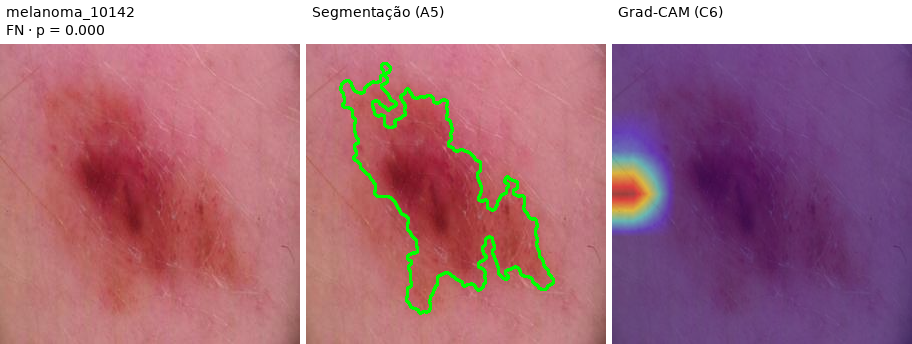 melanoma_10142
FN · p = 0.000
Segmentação (A5)
Grad-CAM (C6)